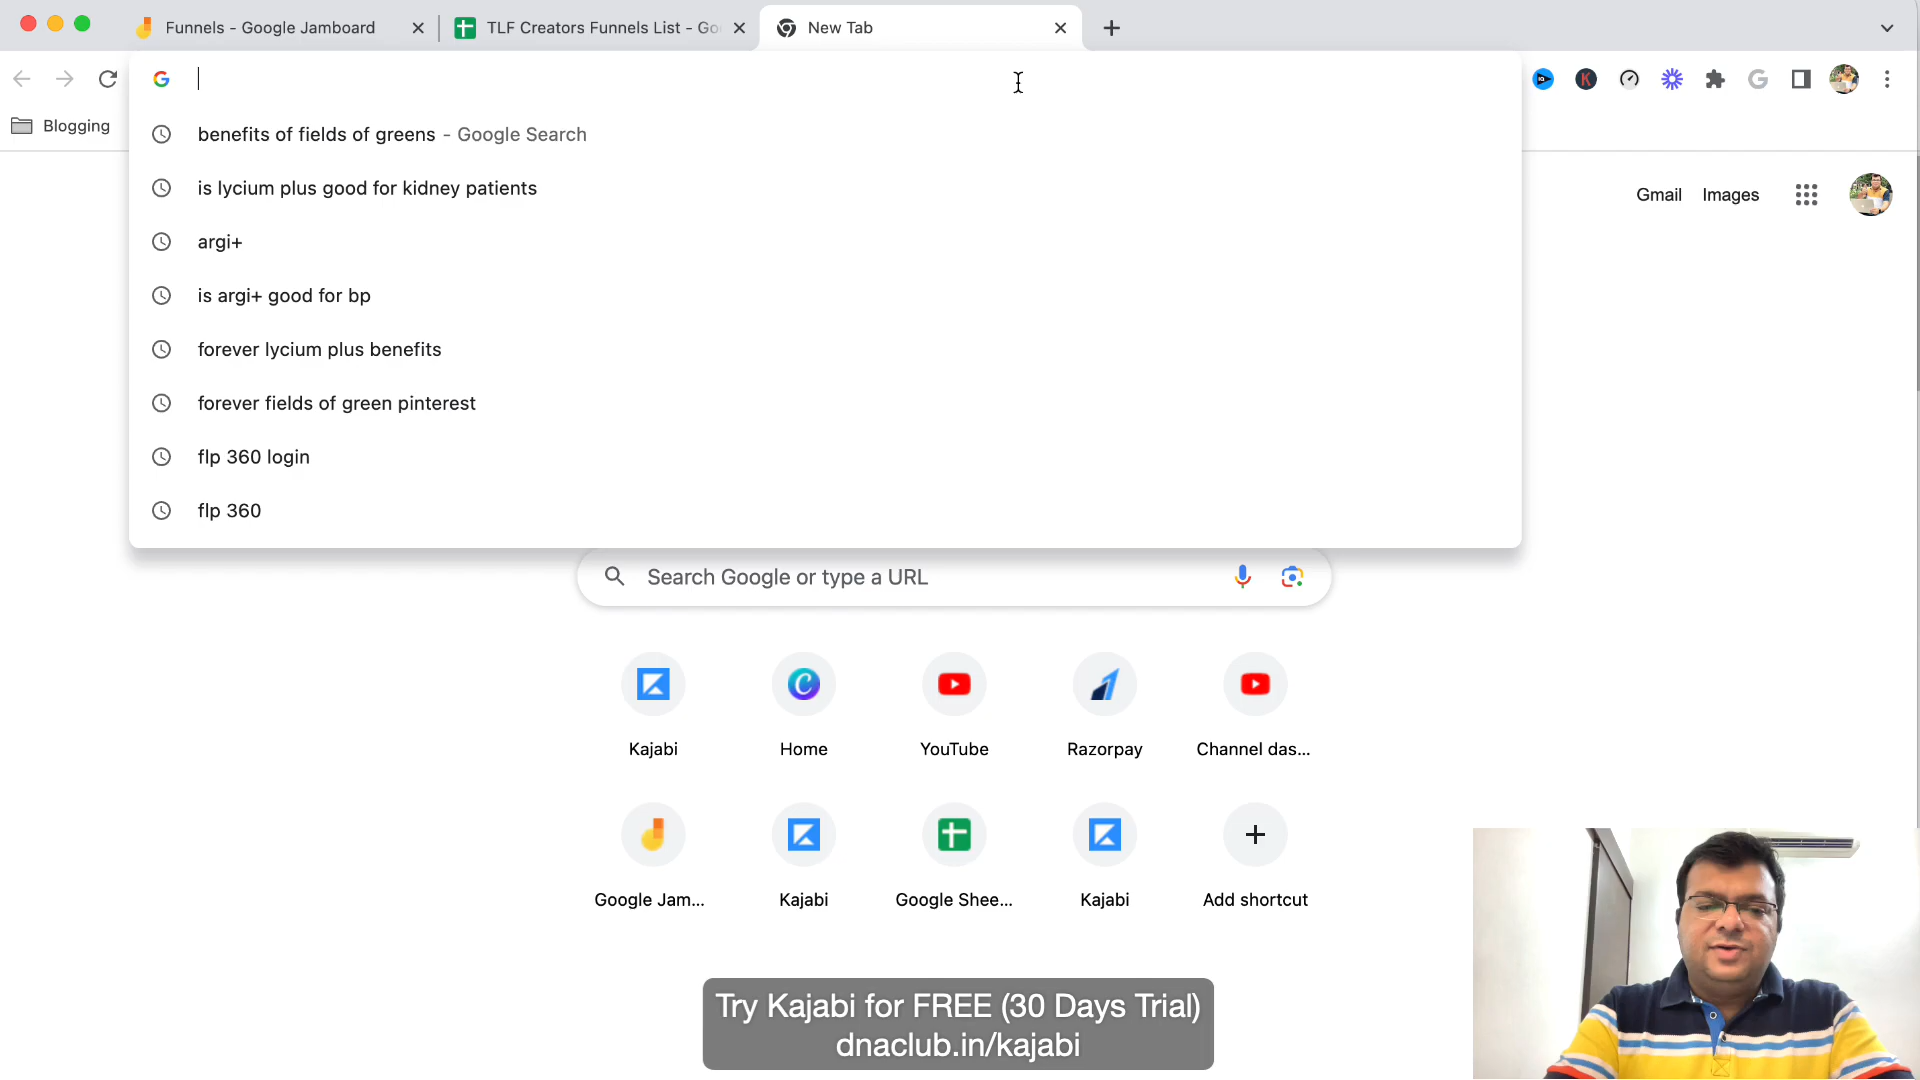 Funnels - Google Jamboard
TLF Creators Funnels List - Go
New Tab
Blogging
benefits of fields of greens - Google Search
is lycium plus good for kidney patients
argi+
is argi+ good for bp
forever lycium plus benefits
forever fields of green pinterest
flp 360 login
flp 360
Gmail Images
Search Google or type a URL
Kajabi Home YouTube Razorpay Channel das...
Google Jam... Kajabi Google Shee... Kajabi Add shortcut
Try Kajabi for FREE (30 Days Trial)
dnaclub.in/kajabi